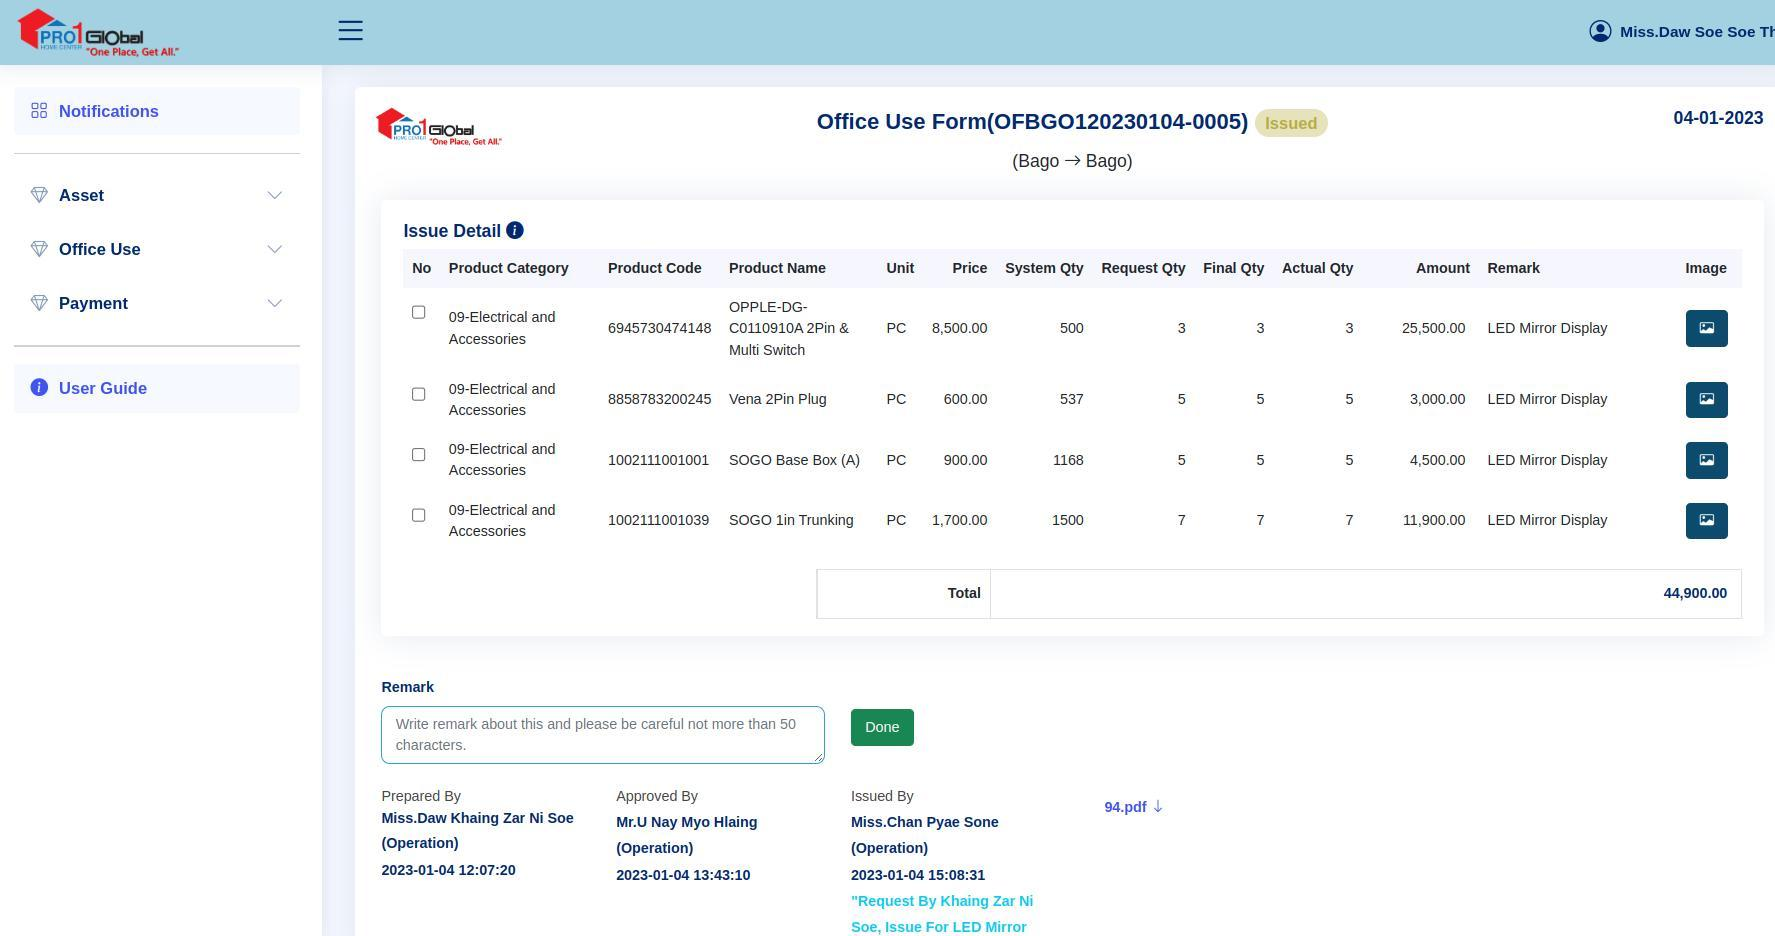 PRO1 Global
HOME CENTER
"One Place, Get All."
Miss.Daw Soe Soe Th
Notifications
Asset
Office Use
Payment
User Guide
PRO1 Global
HOME CENTER
"One Place, Get All."
Office Use Form(OFBGO120230104-0005) Issued
04-01-2023
(Bago → Bago)
Issue Detail
No Product Category Product Code Product Name Unit Price System Qty Request Qty Final Qty Actual Qty Amount Remark Image
09-Electrical and Accessories 6945730474148 OPPLE-DG-C0110910A 2Pin & Multi Switch PC 8,500.00 500 3 3 3 25,500.00 LED Mirror Display
09-Electrical and Accessories 8858783200245 Vena 2Pin Plug PC 600.00 537 5 5 5 3,000.00 LED Mirror Display
09-Electrical and Accessories 1002111001001 SOGO Base Box (A) PC 900.00 1168 5 5 5 4,500.00 LED Mirror Display
09-Electrical and Accessories 1002111001039 SOGO 1in Trunking PC 1,700.00 1500 7 7 7 11,900.00 LED Mirror Display
Total 44,900.00
Remark
Write remark about this and please be careful not more than 50
characters.
Done
Prepared By
Miss.Daw Khaing Zar Ni Soe
(Operation)
2023-01-04 12:07:20
Approved By
Mr.U Nay Myo Hlaing
(Operation)
2023-01-04 13:43:10
Issued By
Miss.Chan Pyae Sone
(Operation)
2023-01-04 15:08:31
"Request By Khaing Zar Ni
Soe, Issue For LED Mirror
94.pdf ↓